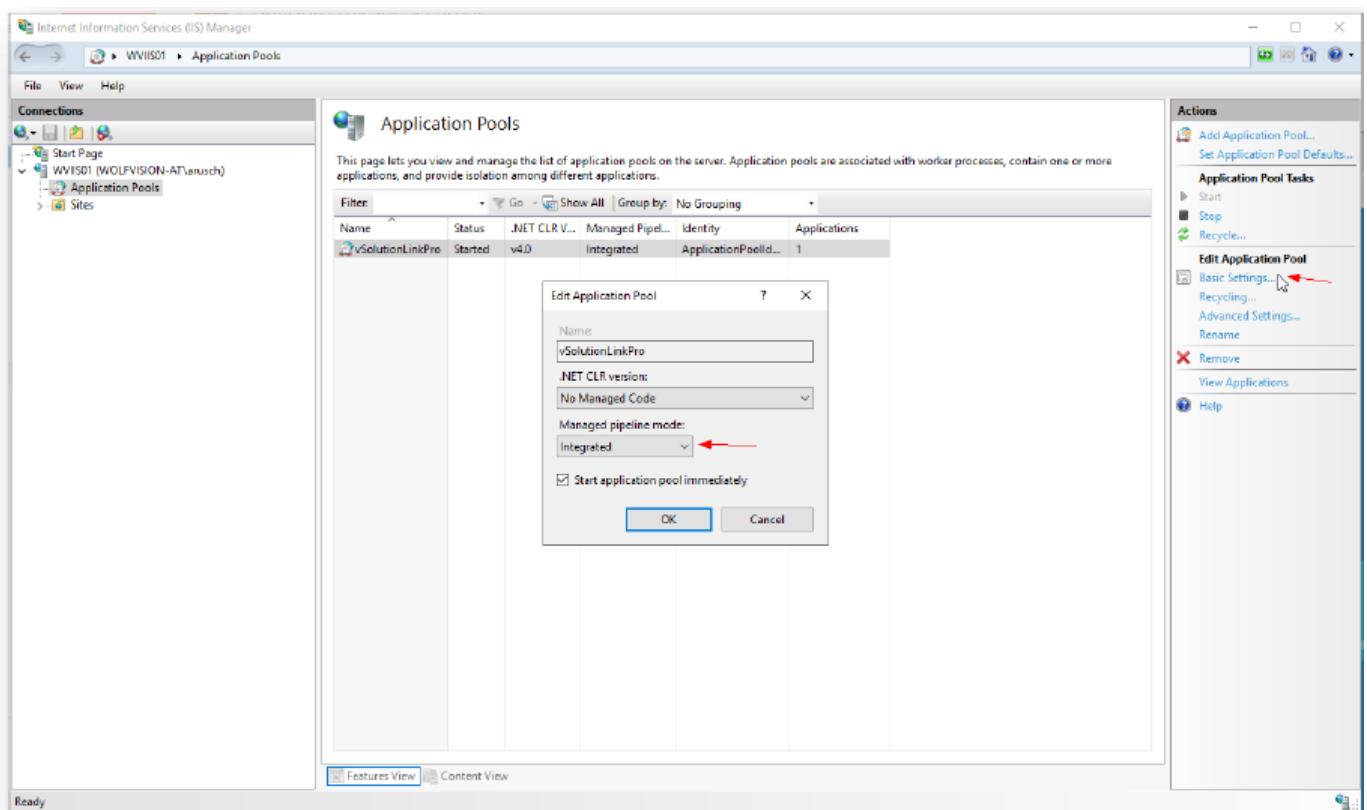 Internet Information Services (IIS) Manager
WVIIS01 ▸ Application Pools
File View Help
Connections
Start Page
WVIIS01 (WOLFVISION-AT\arusch)
Application Pools
Sites
Application Pools
This page lets you view and manage the list of application pools on the server. Application pools are associated with worker processes, contain one or more
applications, and provide isolation among different applications.
Filter: Go Show All Group by: No Grouping
Name Status .NET CLR V... Managed Pipel... Identity Applications
vSolutionLinkPro Started v4.0 Integrated ApplicationPoolId... 1
Edit Application Pool ?
Name:
vSolutionLinkPro
.NET CLR version:
No Managed Code
Managed pipeline mode:
Integrated
Start application pool immediately
OK Cancel
Features View Content View
Actions
Add Application Pool...
Set Application Pool Defaults...
Application Pool Tasks
Start
Stop
Recycle...
Edit Application Pool
Basic Settings...
Recycling...
Advanced Settings...
Rename
Remove
View Applications
Help
Ready